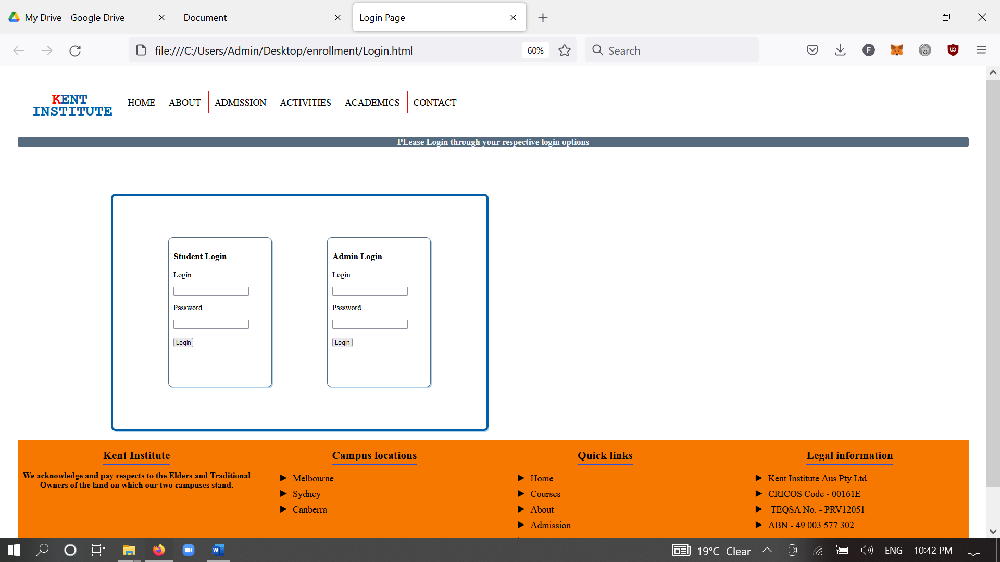 My Drive - Google Drive
Document
Login Page
file:///C:/Users/Admin/Desktop/enrollment/Login.html
60%
Search
F
KENT
INSTITUTE
HOME
ABOUT
ADMISSION
ACTIVITIES
ACADEMICS
CONTACT
PLease Login through your respective login options
Student Login
Login
Password
Login
Admin Login
Login
Password
Login
Kent Institute
We acknowledge and pay respects to the Elders and Traditional
Owners of the land on which our two campuses stand.
Campus locations
Melbourne
Sydney
Canberra
Quick links
Home
Courses
About
Admission
Legal information
Kent Institute Aus Pty Ltd
CRICOS Code - 00161E
TEQSA No. - PRV12051
ABN - 49 003 577 302
19°C Clear
ENG
10:42 PM